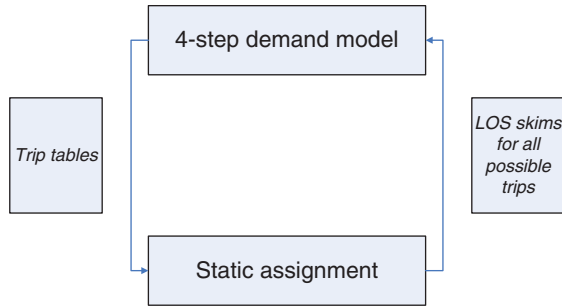 4-step demand model
Trip tables
LOS skims
for all
possible
trips
Static assignment